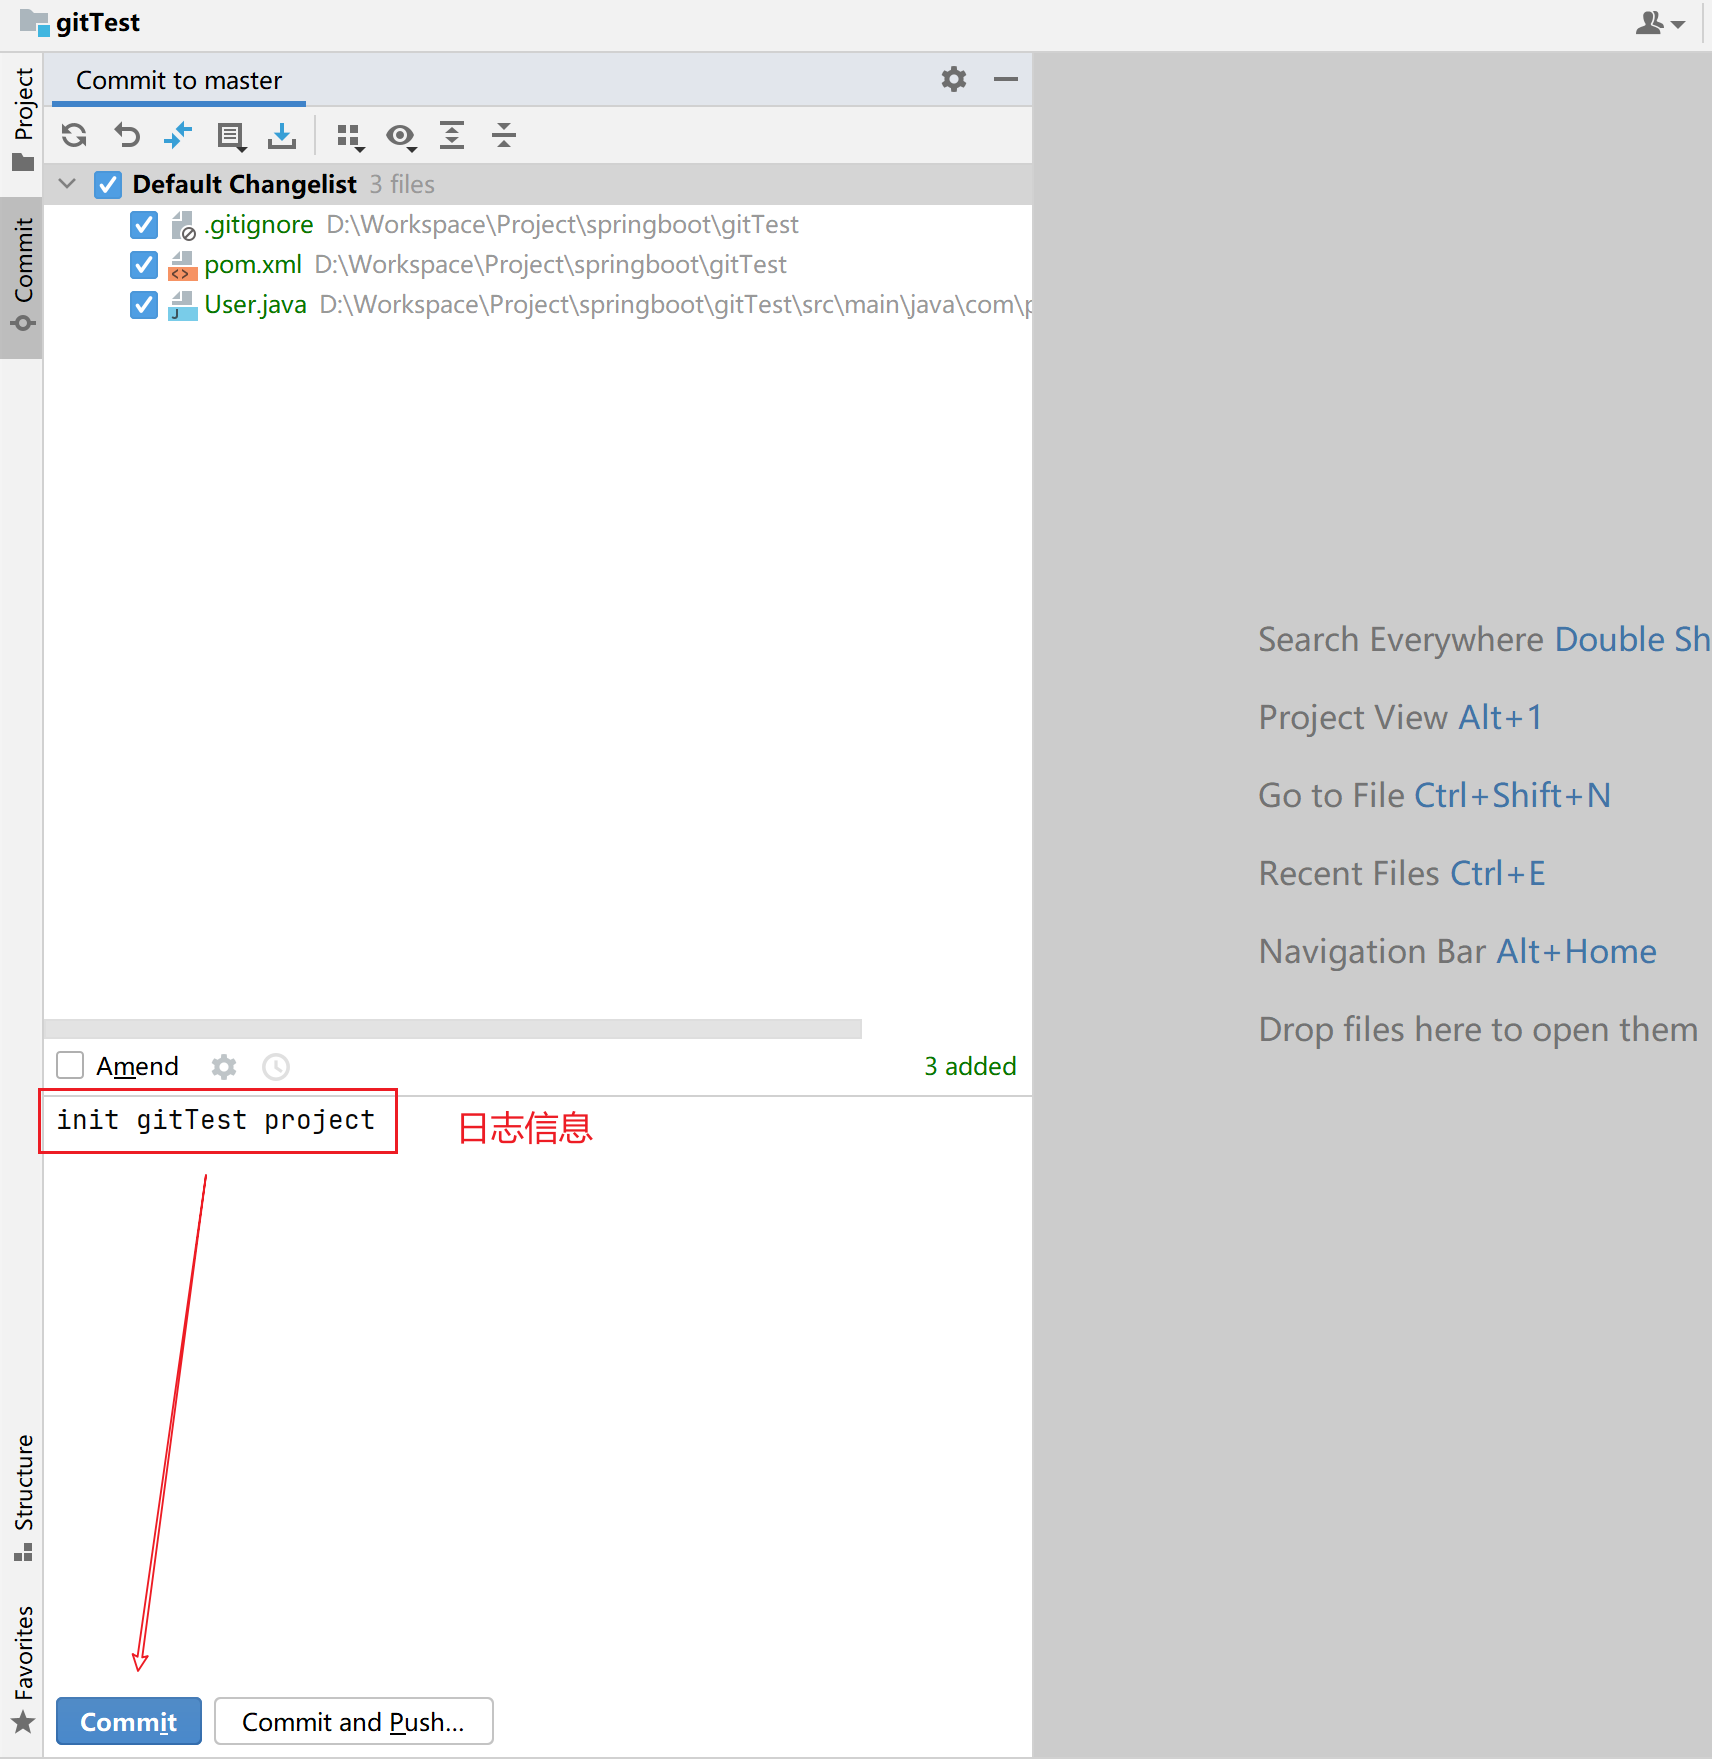 gitTest
Project
Commit
Structure
Favorites
Commit to master
Default Changelist 3 files
.gitignore D:\Workspace\Project\springboot\gitTest
pom.xml D:\Workspace\Project\springboot\gitTest
User.java D:\Workspace\Project\springboot\gitTest\src\main\java\com\p
Amend
3 added
init gitTest project
日志信息
Commit
Commit and Push...
Search Everywhere Double Sh
Project View Alt+1
Go to File Ctrl+Shift+N
Recent Files Ctrl+E
Navigation Bar Alt+Home
Drop files here to open them